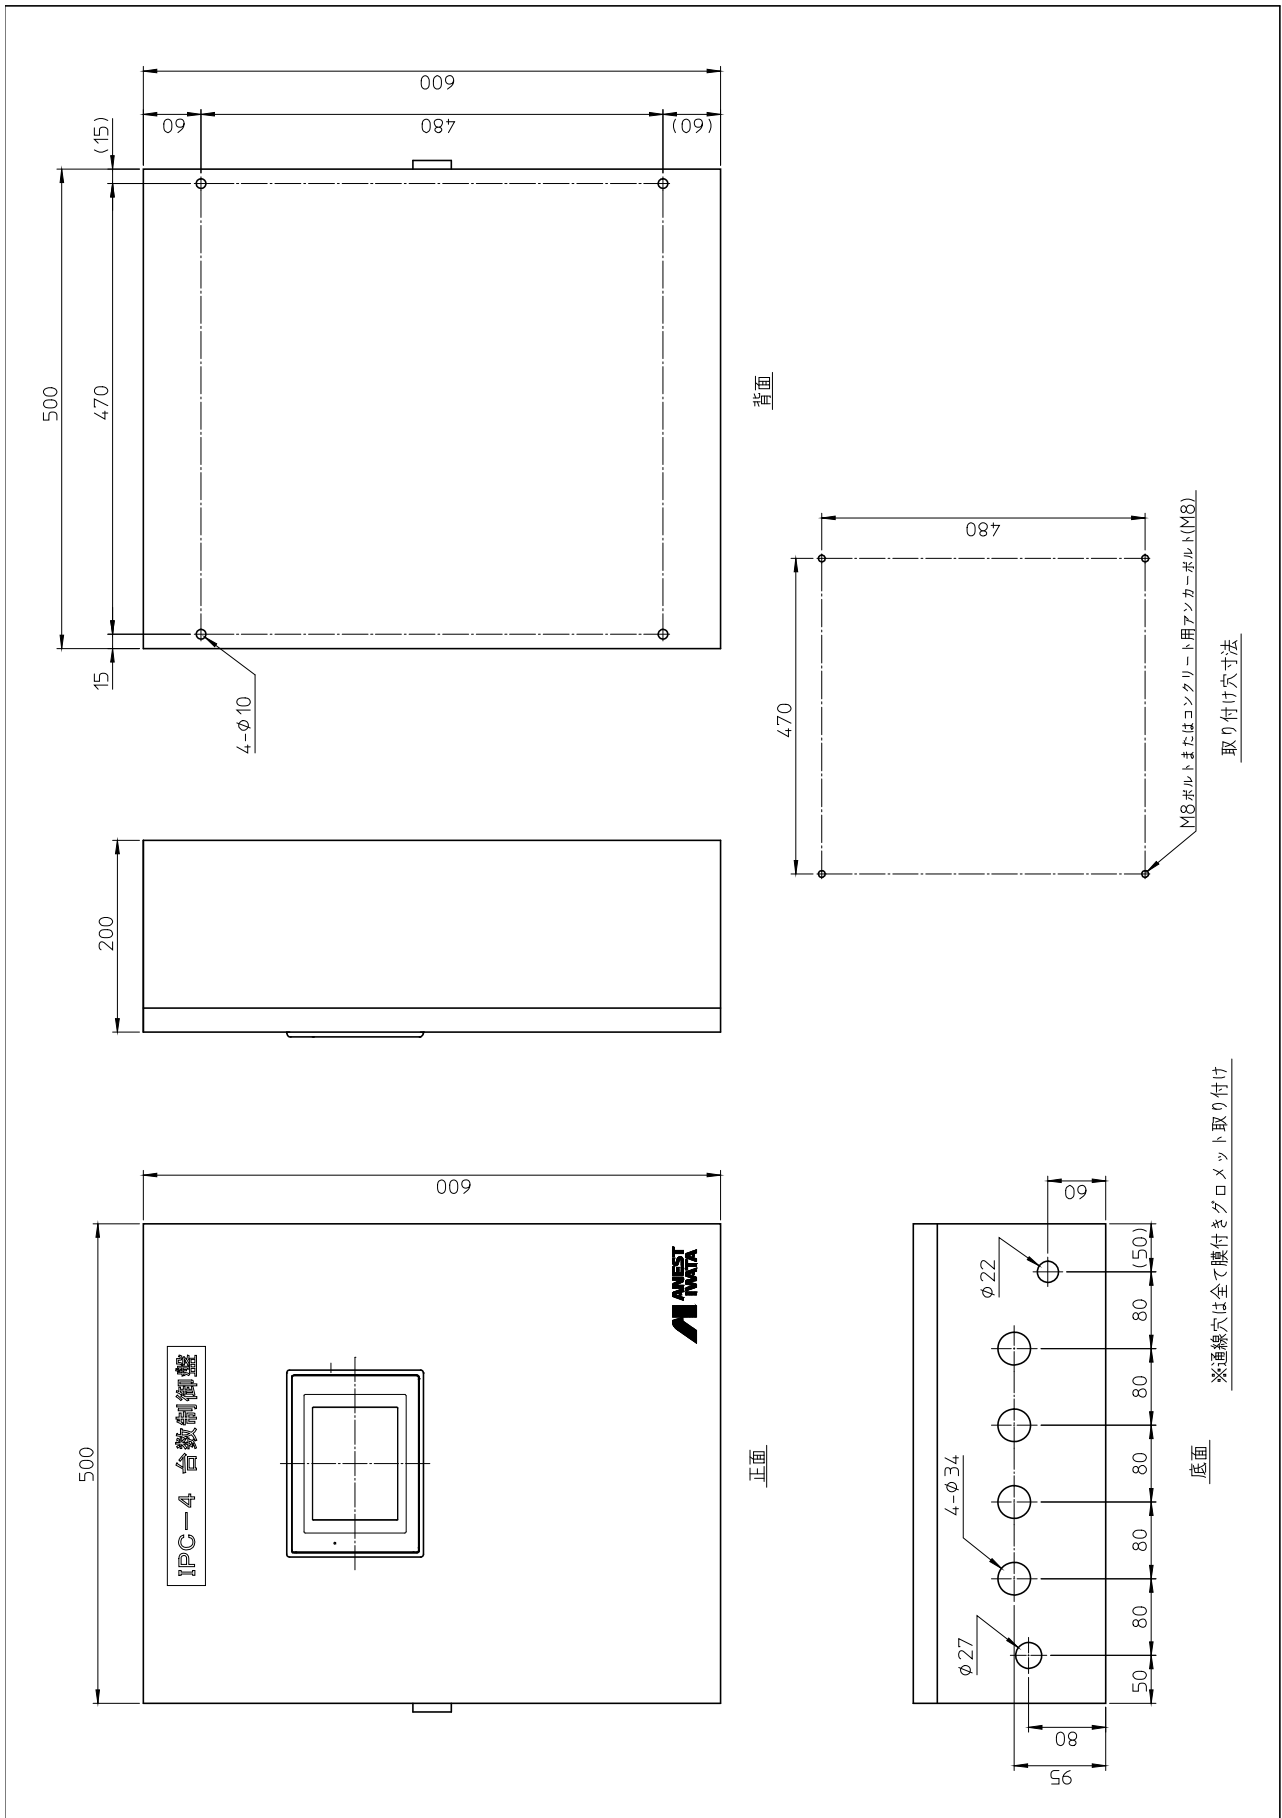 IPC−4 台数制御盤
500
600
ANEST
IWATA
正面
200
500
470
15
(15)
600
60
480
(60)
4-φ10
背面
φ27
4-φ34
φ22
95
80
60
50
80
80
80
80
80
(50)
底面
※通線穴は全て膜付きグロメット取り付け
470
480
M8ボルトまたはコンクリート用アンカーボルト(M8)
取り付け穴寸法